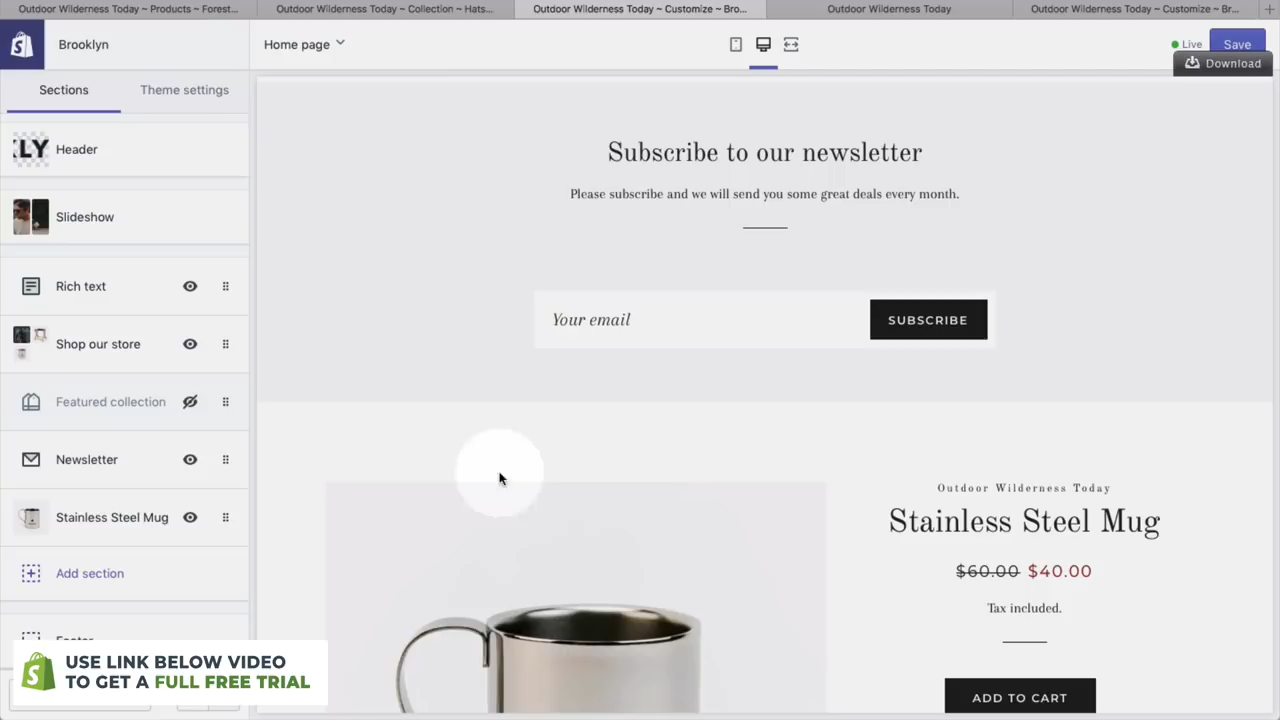 Outdoor Wilderness Today ~ Products ~ Forest...
Outdoor Wilderness Today ~ Collection ~ Hats...
Outdoor Wilderness Today ~ Customize ~ Bro...
Outdoor Wilderness Today
Outdoor Wilderness Today ~ Customize ~ Br...
Brooklyn
Home page
Live
Save
Download
Sections
Theme settings
KLY
Header
Slideshow
Rich text
Shop our store
Featured collection
Newsletter
Stainless Steel Mug
Add section
Footer
USE LINK BELOW VIDEO
TO GET A FULL FREE TRIAL
Subscribe to our newsletter
Please subscribe and we will send you some great deals every month.
Your email
SUBSCRIBE
Outdoor Wilderness Today
Stainless Steel Mug
$60.00 $40.00
Tax included.
ADD TO CART